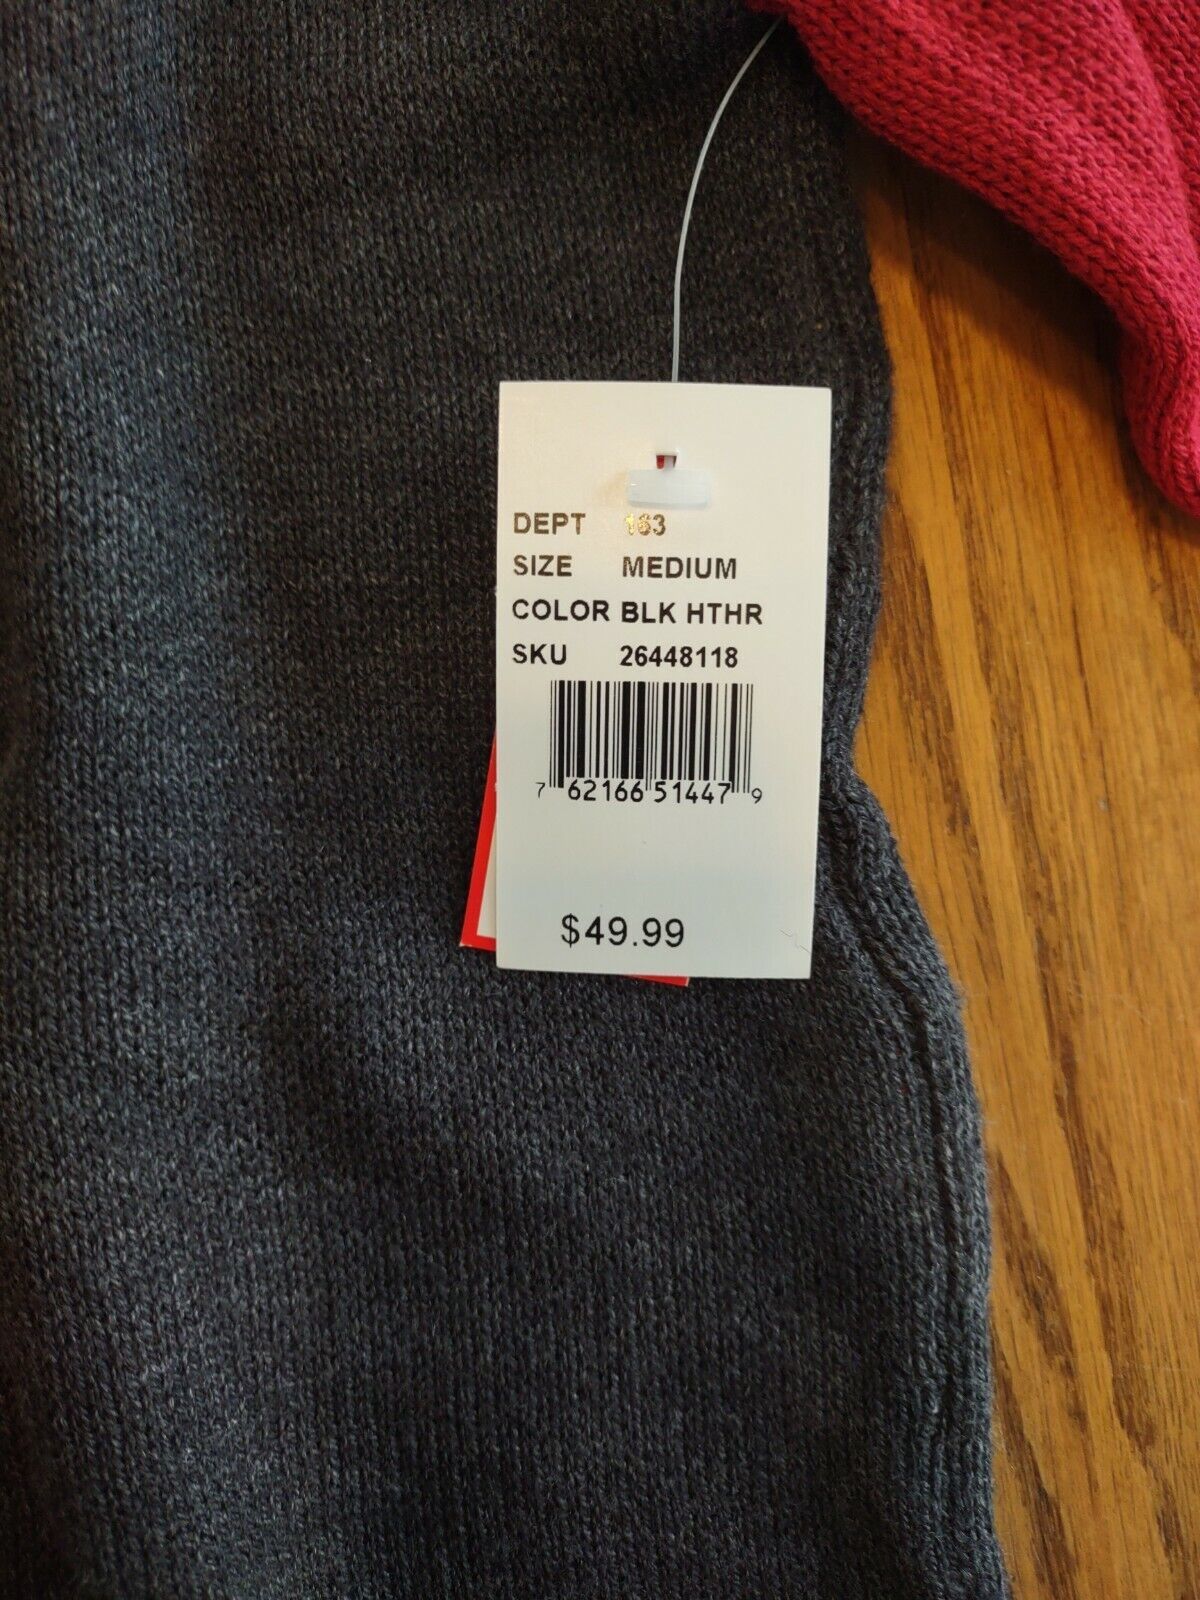 DEPT 163
SIZE MEDIUM
COLOR BLK HTHR
SKU 26448118
7 62166 51447 9
$49.99